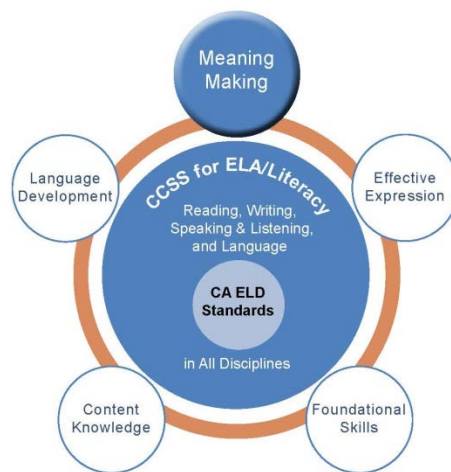 Meaning
Making
Language
Development
Effective
Expression
CCSS for ELA/Literacy
Reading, Writing,
Speaking & Listening,
and Language
CA ELD
Standards
in All Disciplines
Content
Knowledge
Foundational
Skills